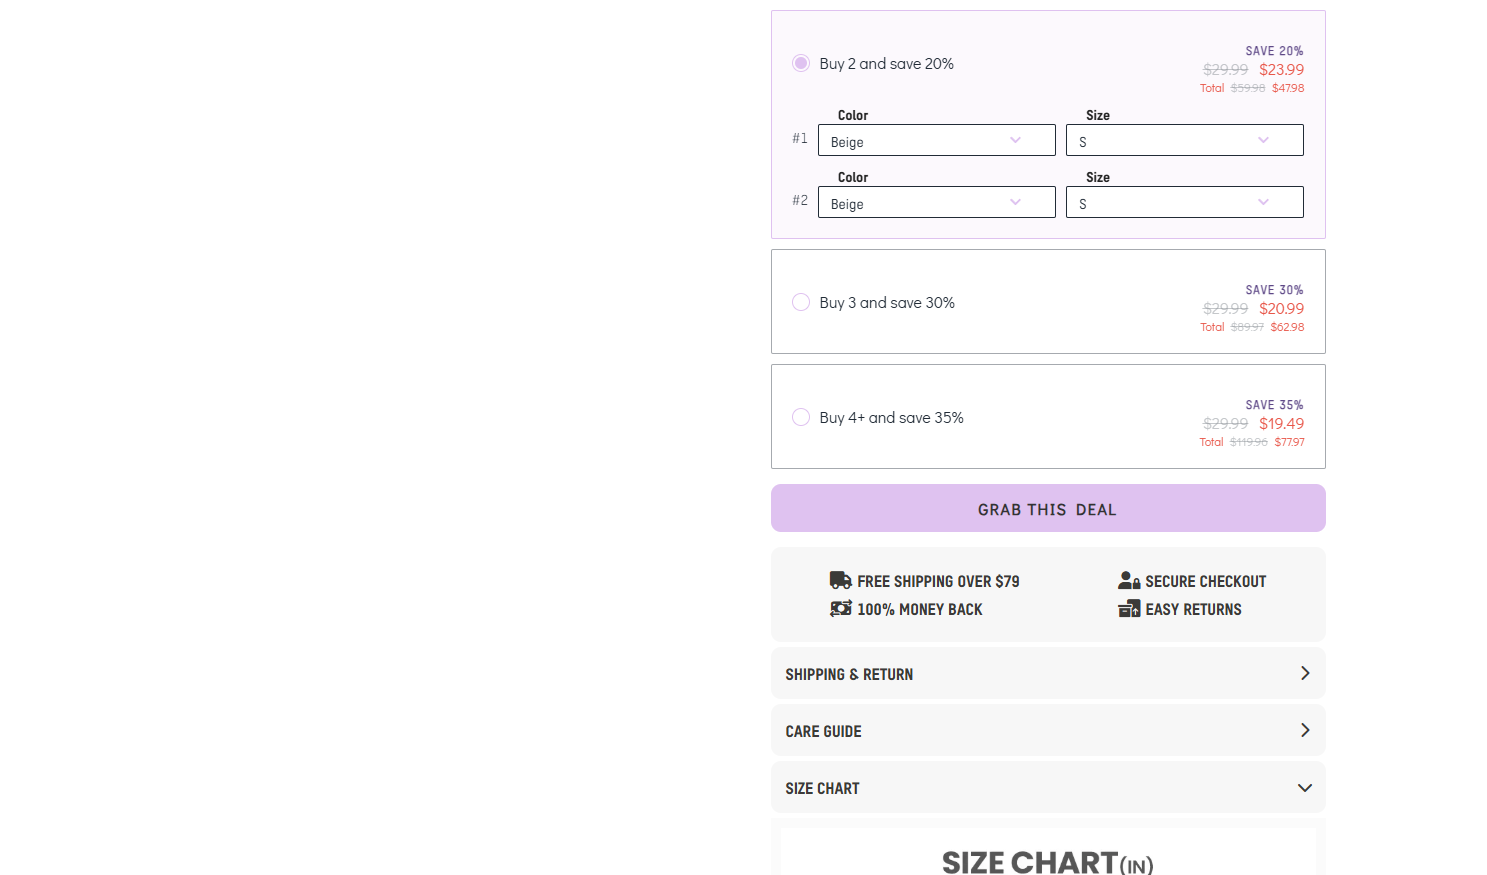 SAVE 20%
Buy 2 and save 20%
$29.99 $23.99
Total $59.98 $47.98
Color Size
#1 Beige S
Color Size
#2 Beige S
SAVE 30%
Buy 3 and save 30%
$29.99 $20.99
Total $89.97 $62.98
SAVE 35%
Buy 4+ and save 35%
$29.99 $19.49
Total $119.96 $77.97
GRAB THIS DEAL
FREE SHIPPING OVER $79 SECURE CHECKOUT
100% MONEY BACK EASY RETURNS
SHIPPING & RETURN
CARE GUIDE
SIZE CHART
SIZE CHART(IN)